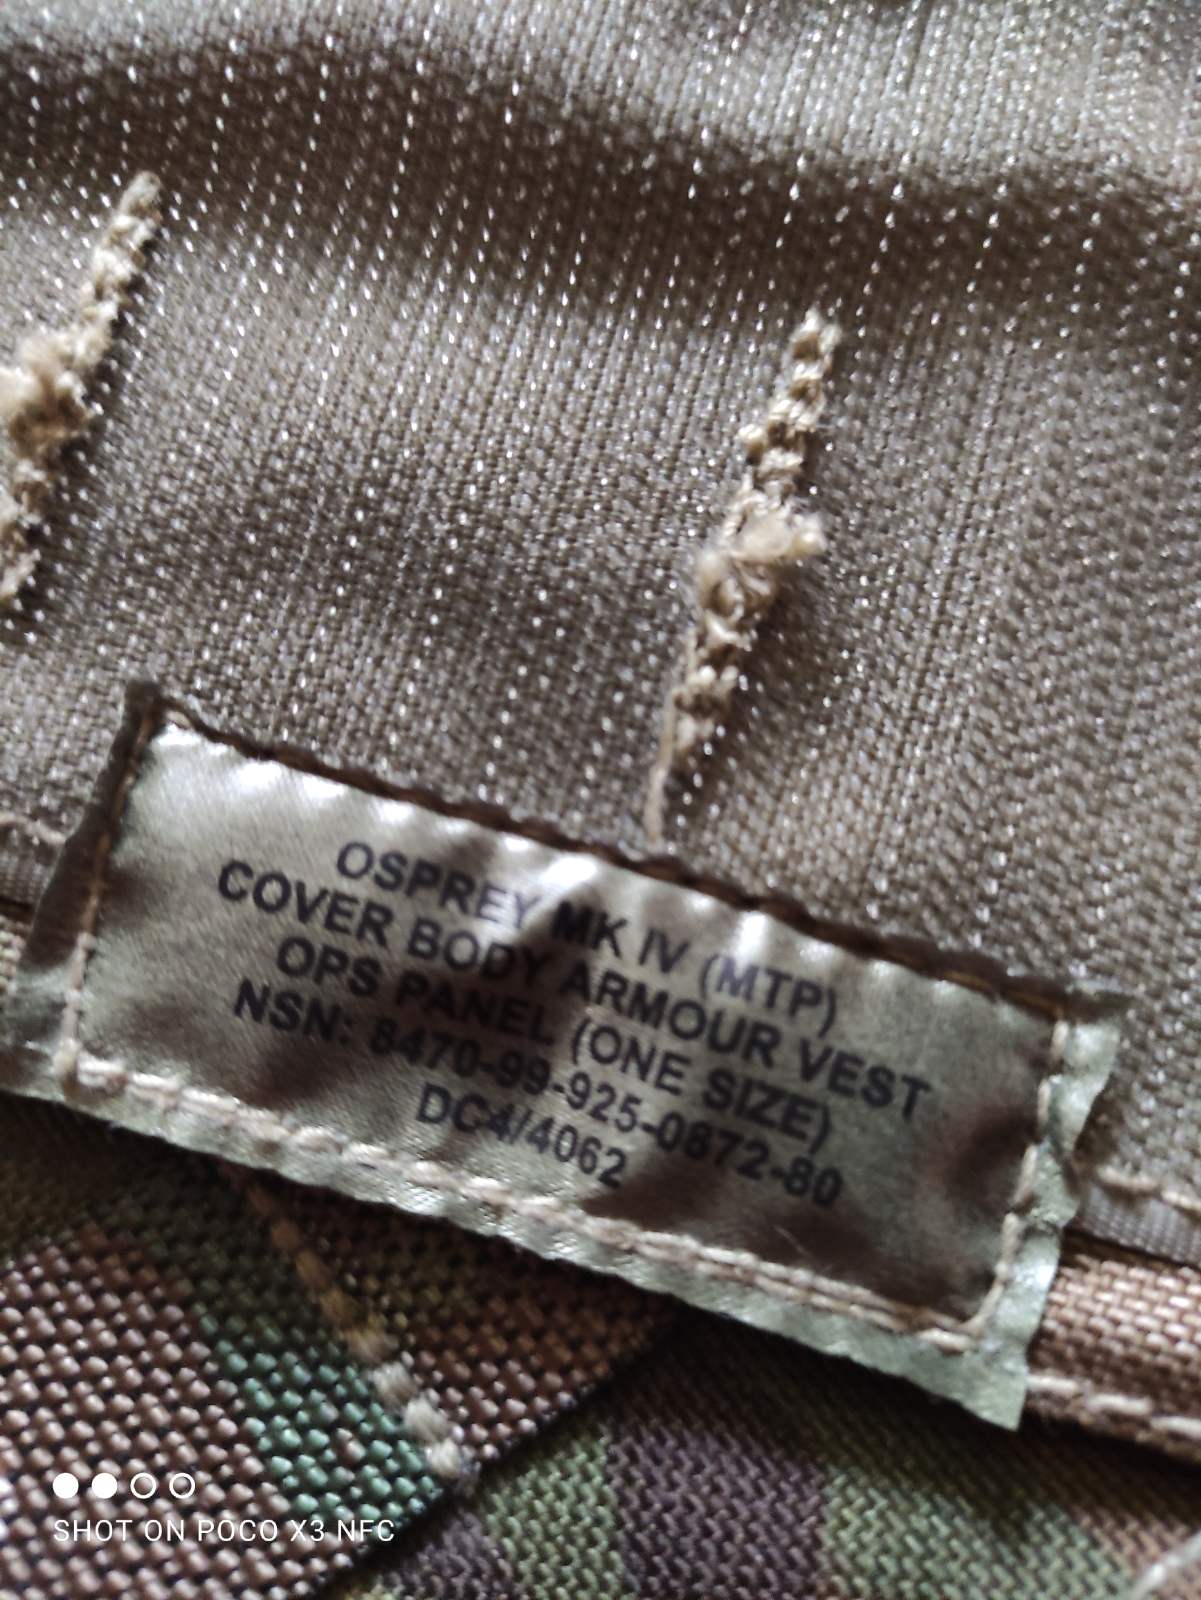 OSPREY MK IV (MTP)
COVER BODY ARMOUR VEST
OPS PANEL (ONE SIZE)
NSN: 8470-99-925-0872-80
DC4/4062
SHOT ON POCO X3 NFC